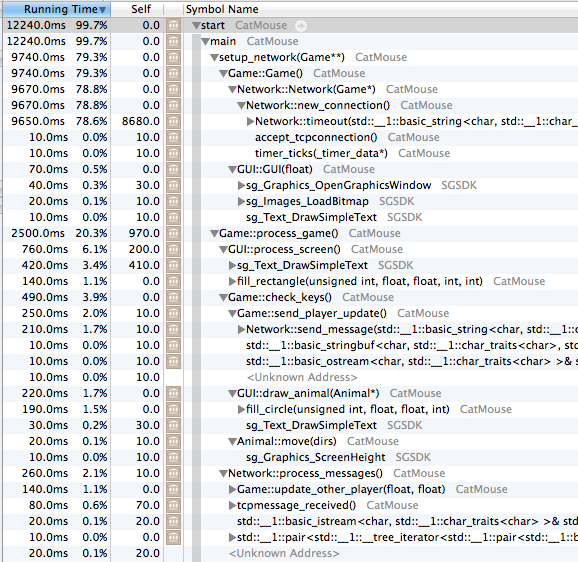 Running Time Self Symbol Name
12240.0ms 99.7% 0.0 start CatMouse
12240.0ms 99.7% 0.0 main CatMouse
9740.0ms 79.3% 0.0 setup_network(Game**) CatMouse
9740.0ms 79.3% 0.0 Game::Game() CatMouse
9670.0ms 78.8% 0.0 Network::Network(Game*) CatMouse
9670.0ms 78.8% 0.0 Network::new_connection() CatMouse
9650.0ms 78.6% 8680.0 Network::timeout(std::__1::basic_string<char, std::__1::char_
10.0ms 0.0% 10.0 accept_tcpconnection() CatMouse
10.0ms 0.0% 10.0 timer_ticks(_timer_data*) CatMouse
70.0ms 0.5% 0.0 GUI::GUI(float) CatMouse
40.0ms 0.3% 30.0 sg_Graphics_OpenGraphicsWindow SGSDK
20.0ms 0.1% 10.0 sg_Images_LoadBitmap SGSDK
10.0ms 0.0% 10.0 sg_Text_DrawSimpleText SGSDK
2500.0ms 20.3% 970.0 Game::process_game() CatMouse
760.0ms 6.1% 200.0 GUI::process_screen() CatMouse
420.0ms 3.4% 410.0 sg_Text_DrawSimpleText SGSDK
140.0ms 1.1% 0.0 fill_rectangle(unsigned int, float, float, int, int) CatMouse
490.0ms 3.9% 0.0 Game::check_keys() CatMouse
250.0ms 2.0% 10.0 Game::send_player_update() CatMouse
210.0ms 1.7% 10.0 Network::send_message(std::__1::basic_string<char, std::__1::c
10.0ms 0.0% 0.0 std::__1::basic_stringbuf<char, std::__1::char_traits<char>, std
10.0ms 0.0% 10.0 std::__1::basic_ostream<char, std::__1::char_traits<char> >& s
10.0ms 0.0% 10.0 <Unknown Address>
220.0ms 1.7% 0.0 GUI::draw_animal(Animal*) CatMouse
190.0ms 1.5% 0.0 fill_circle(unsigned int, float, float, int) CatMouse
30.0ms 0.2% 30.0 sg_Text_DrawSimpleText SGSDK
20.0ms 0.1% 10.0 Animal::move(dirs) CatMouse
10.0ms 0.0% 10.0 sg_Graphics_ScreenHeight SGSDK
260.0ms 2.1% 10.0 Network::process_messages() CatMouse
140.0ms 1.1% 0.0 Game::update_other_player(float, float) CatMouse
80.0ms 0.6% 70.0 tcpmessage_received() CatMouse
20.0ms 0.1% 20.0 std::__1::basic_istream<char, std::__1::char_traits<char> >& st
10.0ms 0.0% 0.0 std::__1::pair<std::__1::__tree_iterator<std::__1::pair<std::__1::b
20.0ms 0.1% 20.0 <Unknown Address>